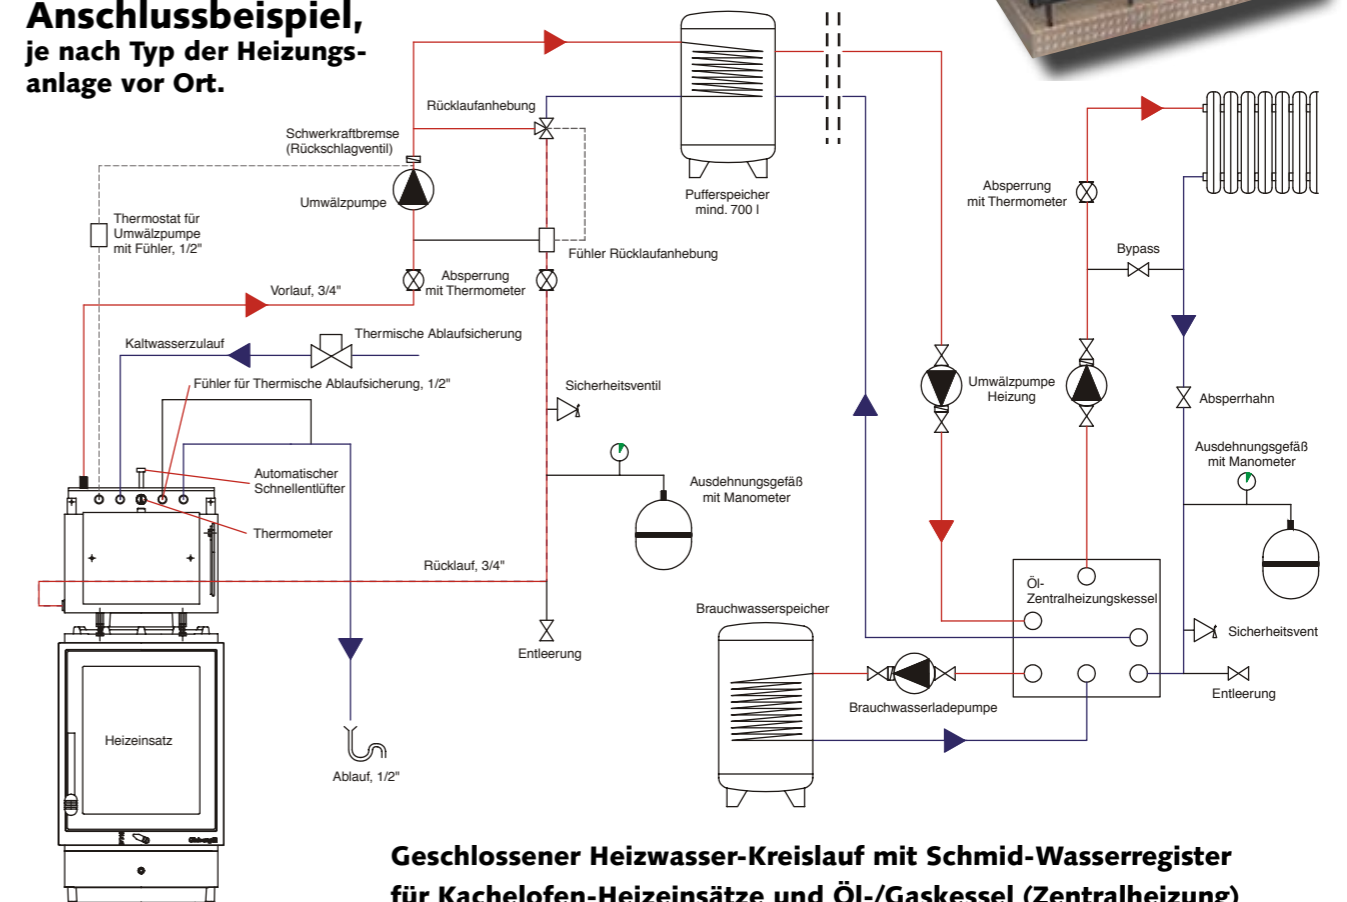 Anschlussbeispiel,
je nach Typ der Heizungs-
anlage vor Ort.
Rücklaufanhebung
Schwerkraftbremse
(Rückschlagventil)
Umwälzpumpe
Thermostat für
Umwälzpumpe
mit Fühler, 1/2"
Fühler Rücklaufanhebung
Absperrung
mit Thermometer
Vorlauf, 3/4"
Thermische Ablaufsicherung
Kaltwasserzulauf
Fühler für Thermische Ablaufsicherung, 1/2"
Sicherheitsventil
Automatischer
Schnellentlüfter
Thermometer
Ausdehnungsgefäß
mit Manometer
Rücklauf, 3/4"
Entleerung
Heizeinsatz
Ablauf, 1/2"
Pufferspeicher
mind. 700 l
Absperrung
mit Thermometer
Bypass
Umwälzpumpe
Heizung
Absperrhahn
Ausdehnungsgefäß
mit Manometer
Öl-
Zentralheizungskessel
Sicherheitsvent
Entleerung
Brauchwasserspeicher
Brauchwasserladepumpe
Geschlossener Heizwasser-Kreislauf mit Schmid-Wasserregister
für Kachelofen-Heizeinsätze und Öl-/Gaskessel (Zentralheizung)